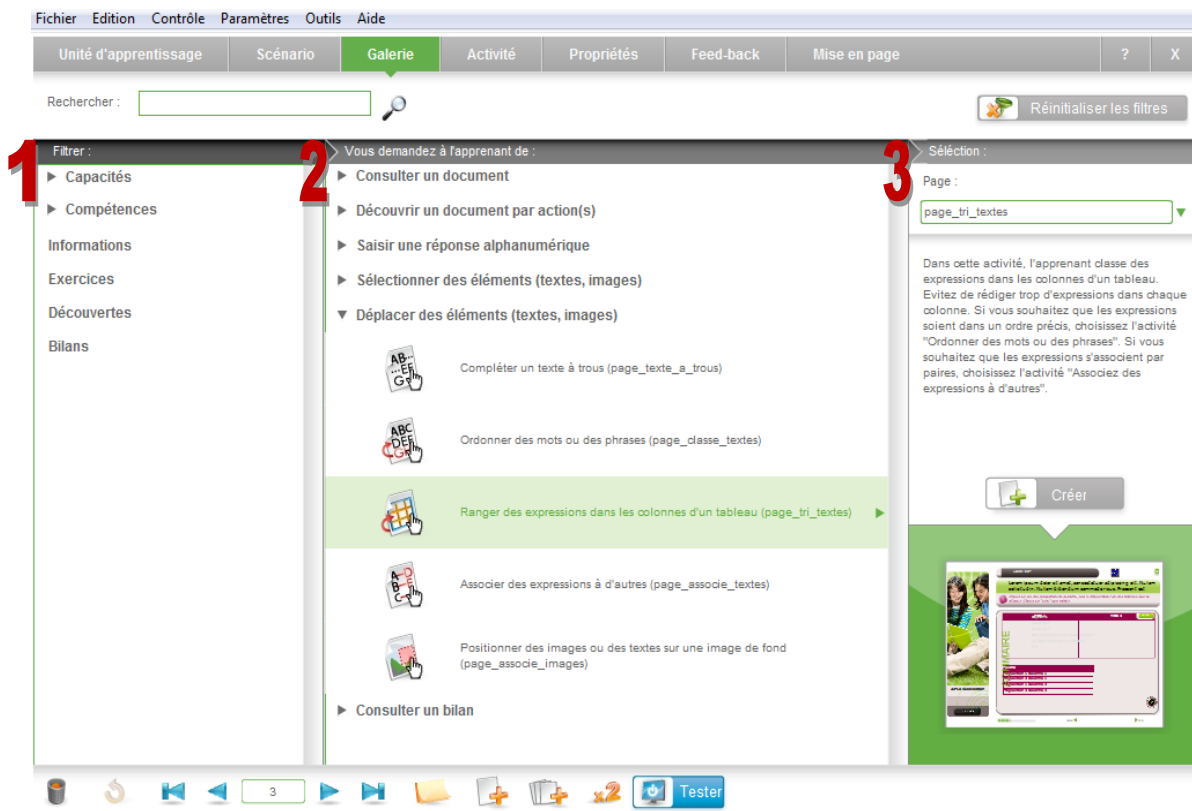 Fichier Edition Contrôle Paramètres Outils Aide
Unité d'apprentissage Scénario Galerie Activité Propriétés Feed-back Mise en page ? X
Rechercher :
Réinitialiser les filtres
1
Filtrer :
Capacités
Compétences
Informations
Exercices
Découvertes
Bilans
2
Vous demandez à l'apprenant de :
Consulter un document
Découvrir un document par action(s)
Saisir une réponse alphanumérique
Sélectionner des éléments (textes, images)
Déplacer des éléments (textes, images)
Compléter un texte à trous (page_texte_a_trous)
Ordonner des mots ou des phrases (page_classe_textes)
Ranger des expressions dans les colonnes d'un tableau (page_tri_textes)
Associer des expressions à d'autres (page_associe_textes)
Positionner des images ou des textes sur une image de fond
(page_associe_images)
Consulter un bilan
3
Séléction :
Page :
page_tri_textes
Dans cette activité, l'apprenant classe des
expressions dans les colonnes d'un tableau.
Evitez de rédiger trop d'expressions dans chaque
colonne. Si vous souhaitez que les expressions
soient dans un ordre précis, choisissez l'activité
"Ordonner des mots ou des phrases". Si vous
souhaitez que les expressions s'associent par
paires, choisissez l'activité "Associez des
expressions à d'autres".
Créer
3
x2
Tester